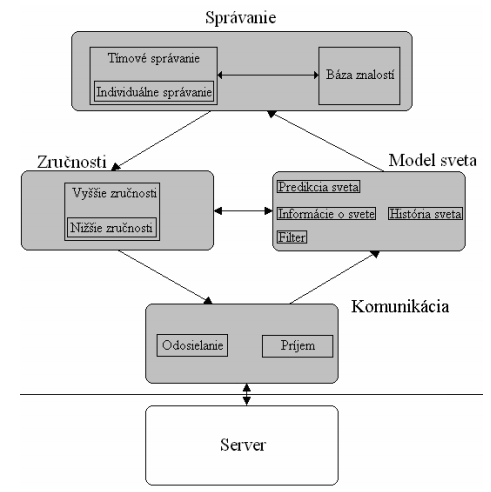 Správanie
Tímové správanie
Individuálne správanie
Báza znalostí
Zručnosti
Model sveta
Vyššie zručnosti
Nižšie zručnosti
Predikcia sveta
Informácie o svete
História sveta
Filter
Komunikácia
Odosielanie
Príjem
Server